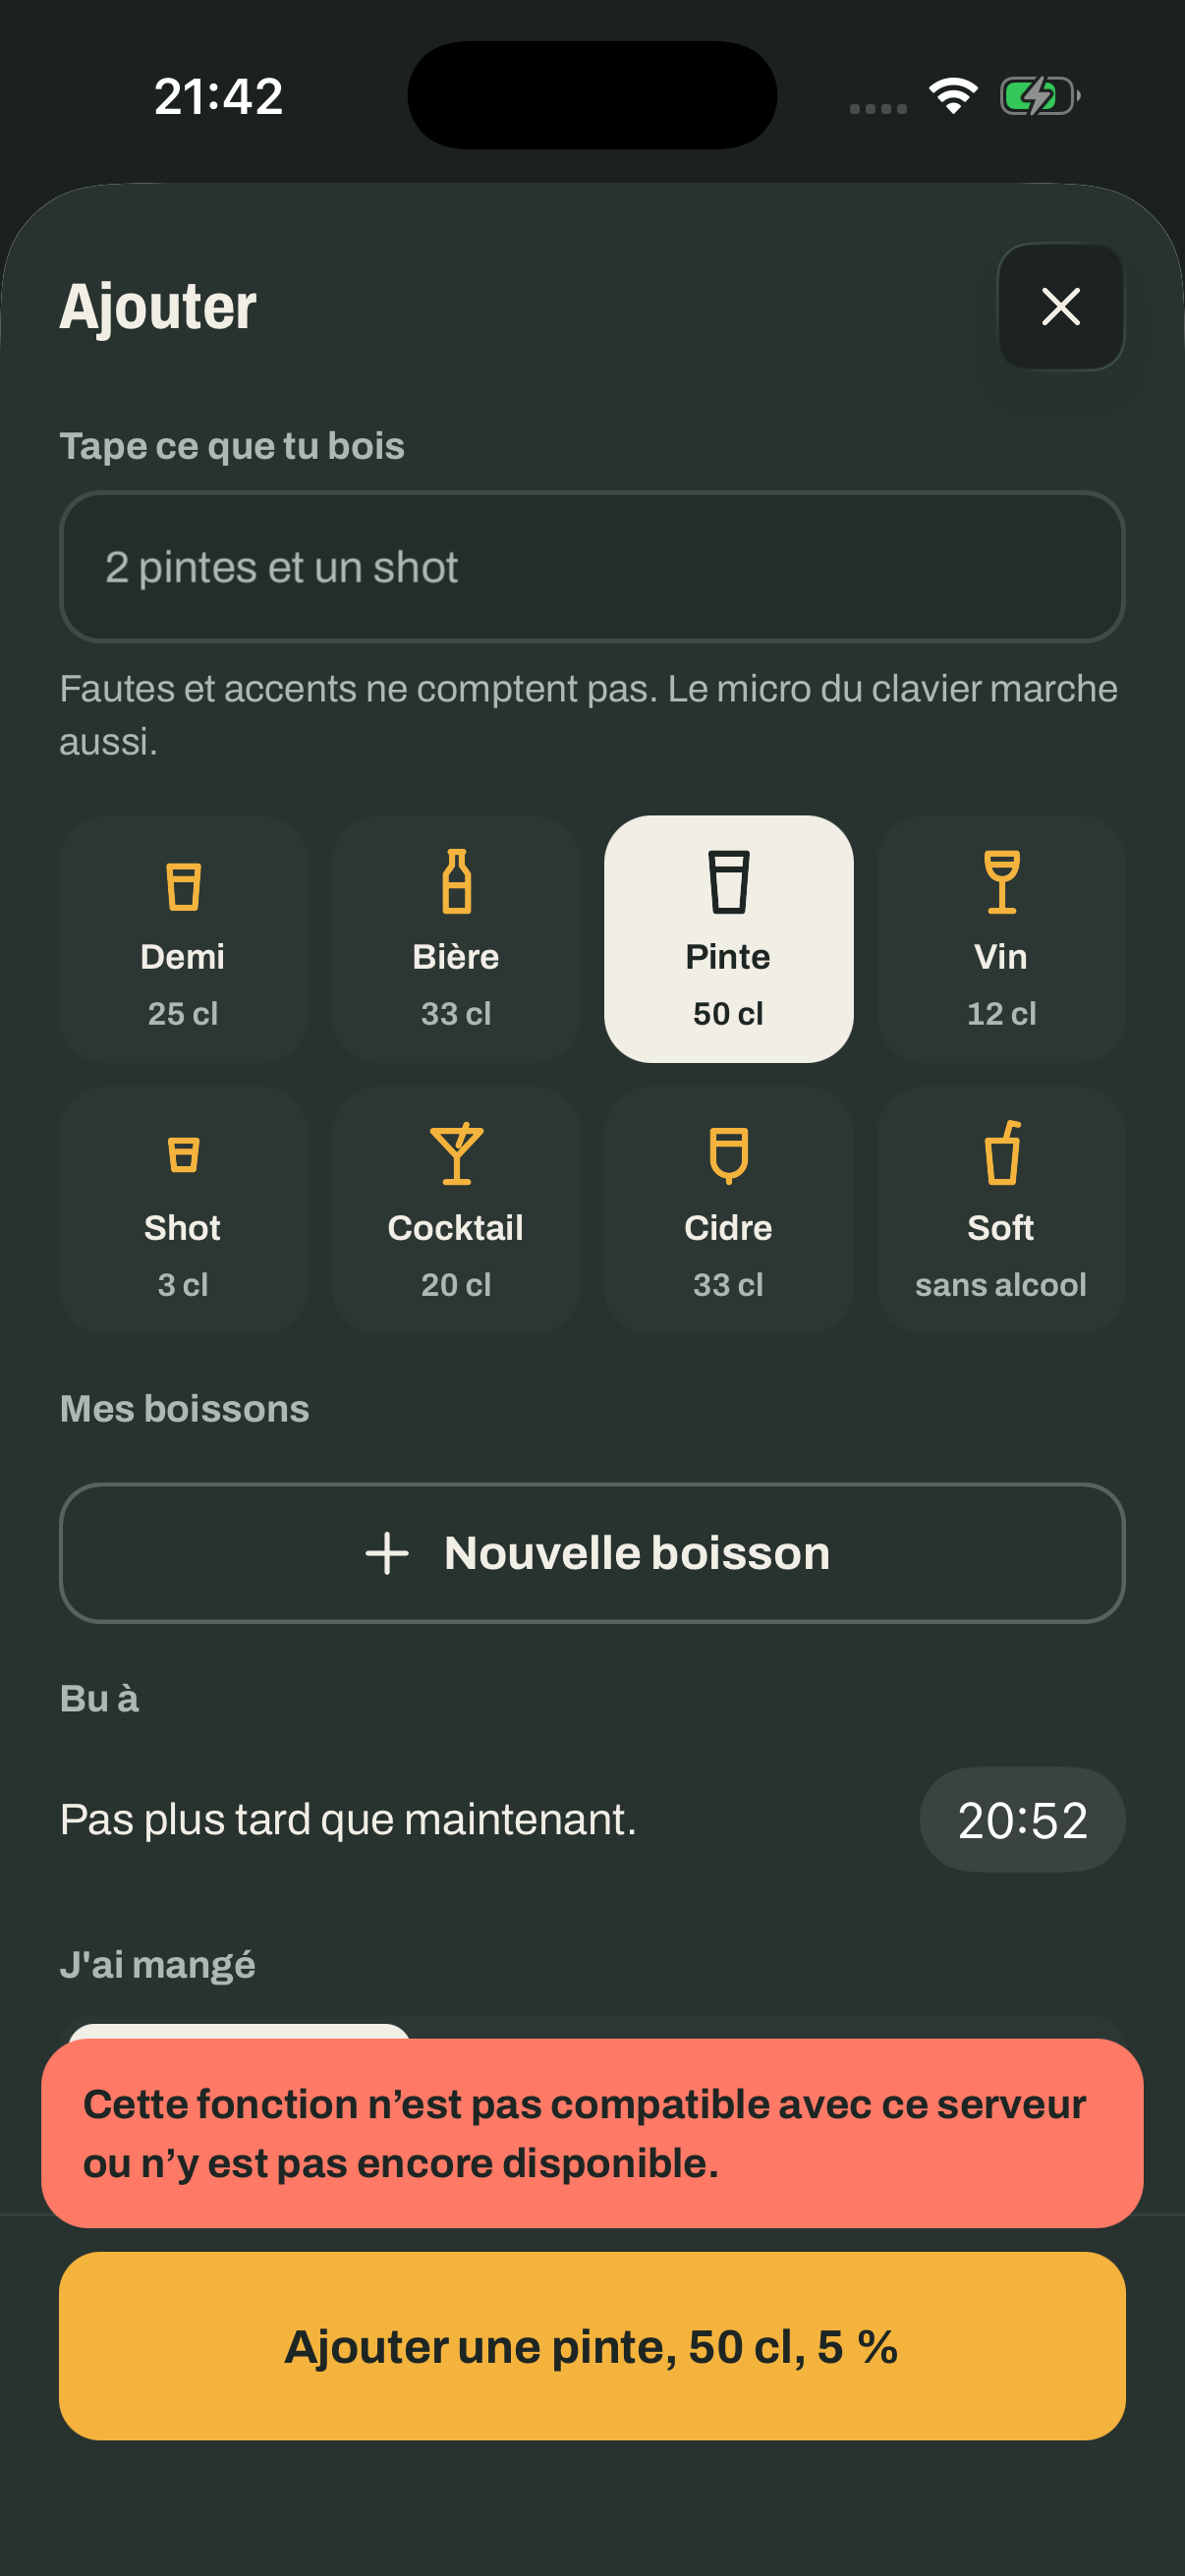 21:42
Ajouter
Tape ce que tu bois
2 pintes et un shot
Fautes et accents ne comptent pas. Le micro du clavier marche
aussi.
Demi
25 cl
Bière
33 cl
Pinte
50 cl
Vin
12 cl
Shot
3 cl
Cocktail
20 cl
Cidre
33 cl
Soft
sans alcool
Mes boissons
Nouvelle boisson
Bu à
Pas plus tard que maintenant.
20:52
J'ai mangé
Cette fonction n’est pas compatible avec ce serveur
ou n’y est pas encore disponible.
Ajouter une pinte, 50 cl, 5 %